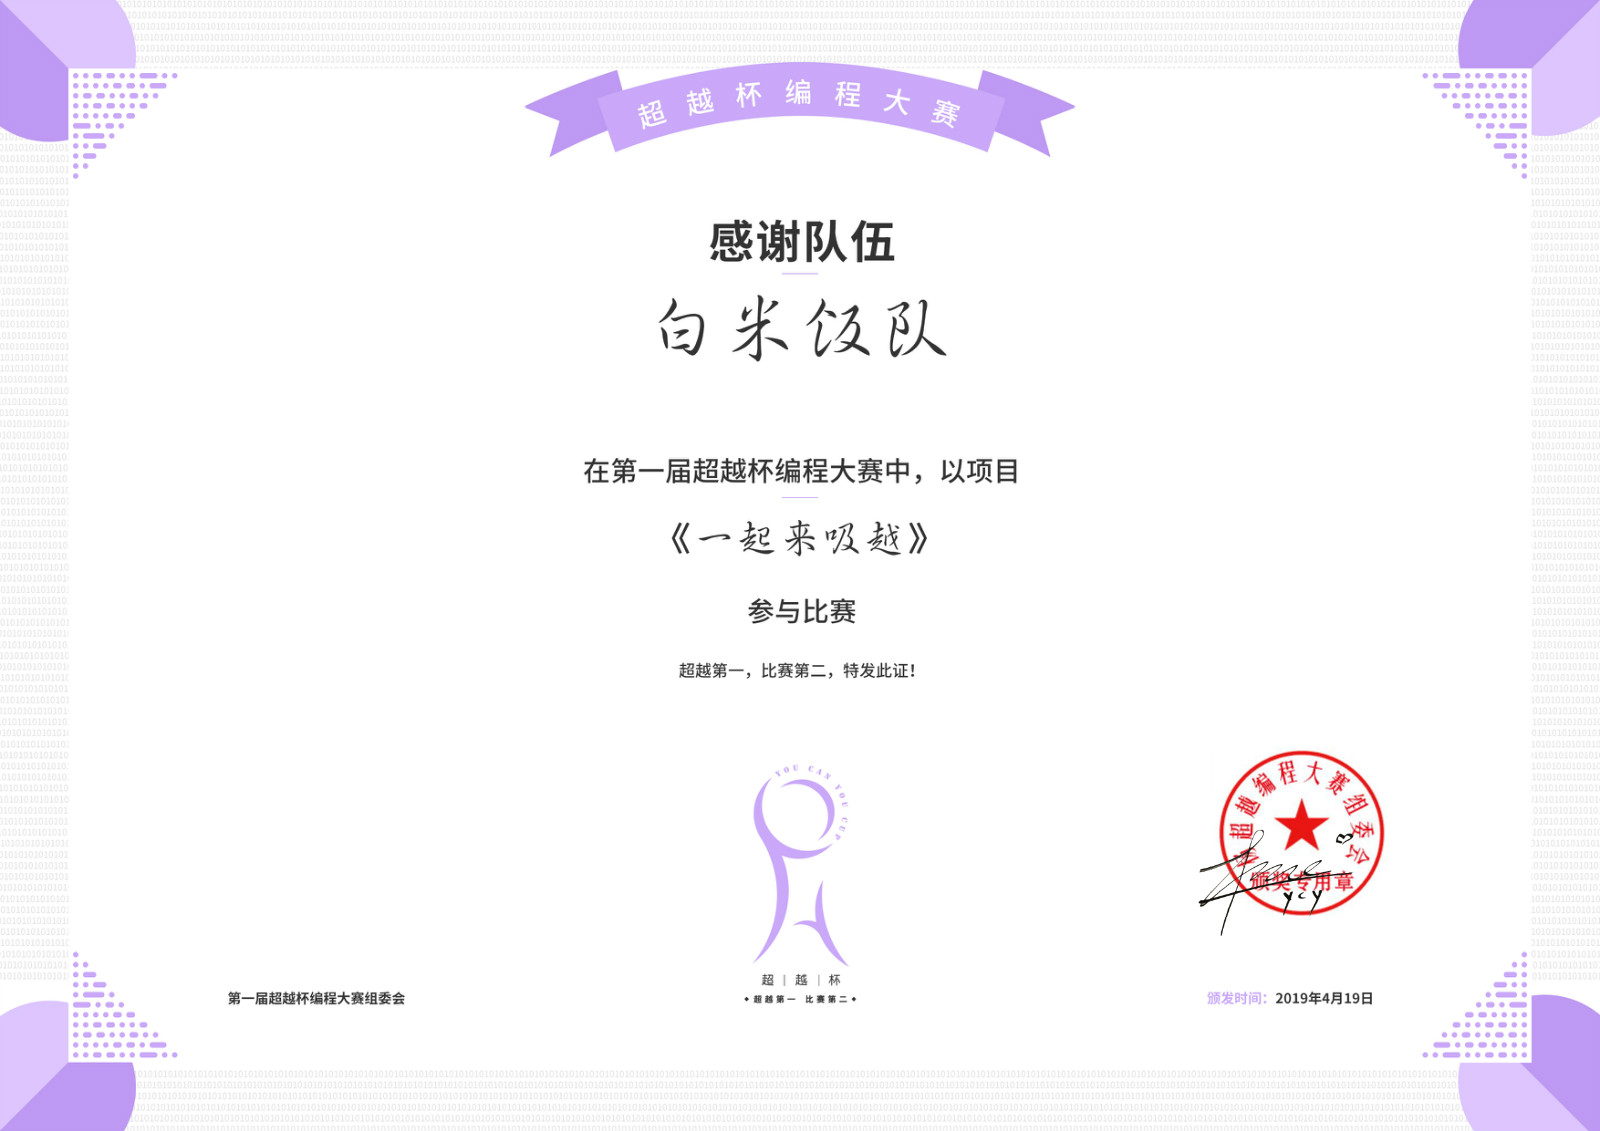 超越杯编程大赛
感谢队伍
白米饭队
在第一届超越杯编程大赛中，以项目
《一起来吸越》
参与比赛
超越第一，比赛第二，特发此证！
YOU CAN YOU CUP
超｜越｜杯
超越第一 比赛第二
超越编程大赛组委会
颁奖专用章
ycy
第一届超越杯编程大赛组委会
颁发时间：2019年4月19日